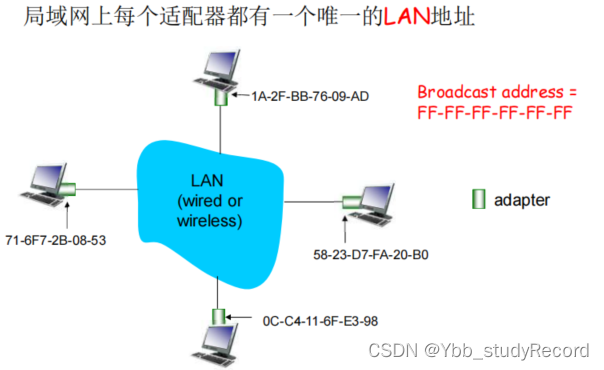 局域网上每个适配器都有一个唯一的LAN地址
1A-2F-BB-76-09-AD
Broadcast address =
FF-FF-FF-FF-FF-FF
LAN
(wired or
wireless)
adapter
71-6F7-2B-08-53
58-23-D7-FA-20-B0
0C-C4-11-6F-E3-98
CSDN @Ybb_studyRecord